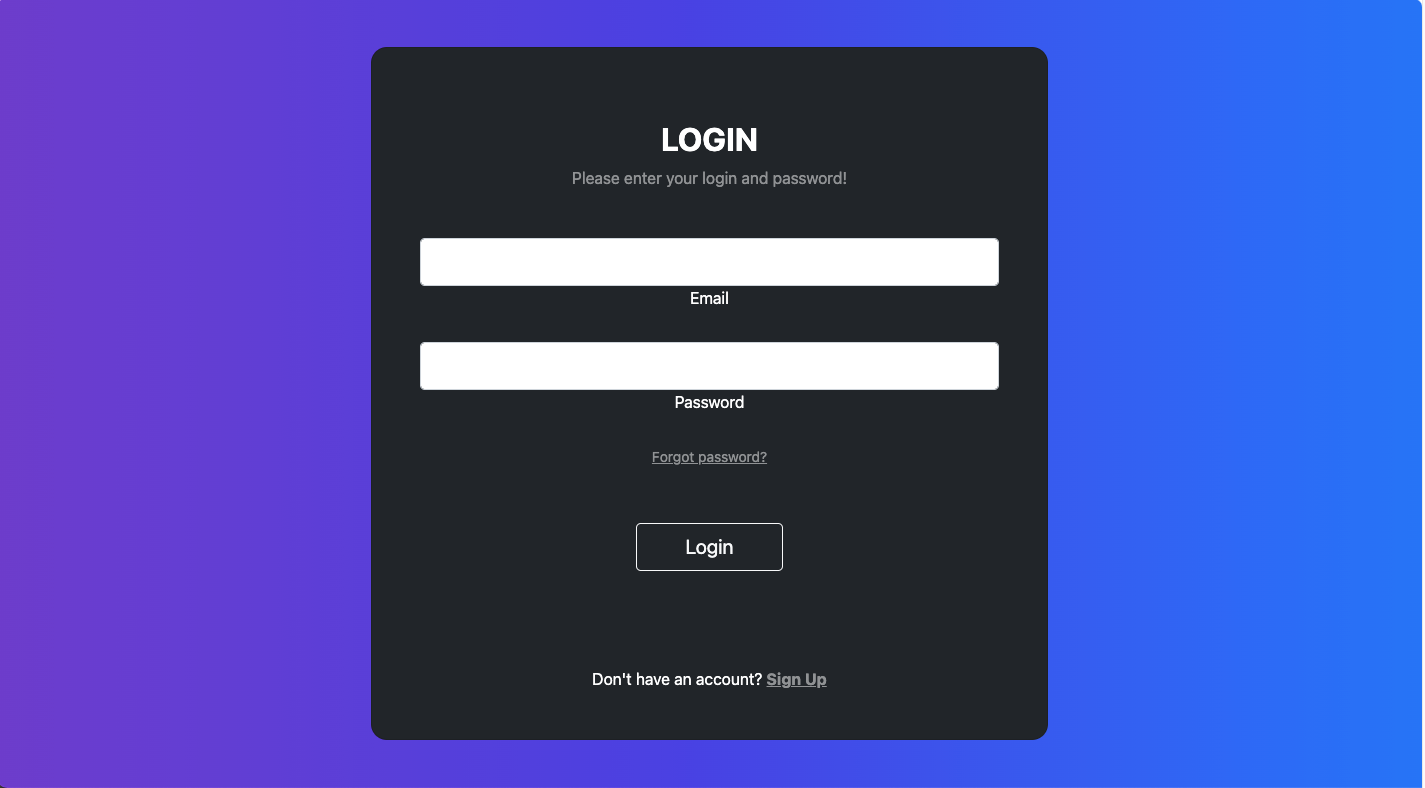 LOGIN
Please enter your login and password!
Email
Password
Forgot password?
Login
Don't have an account? Sign Up